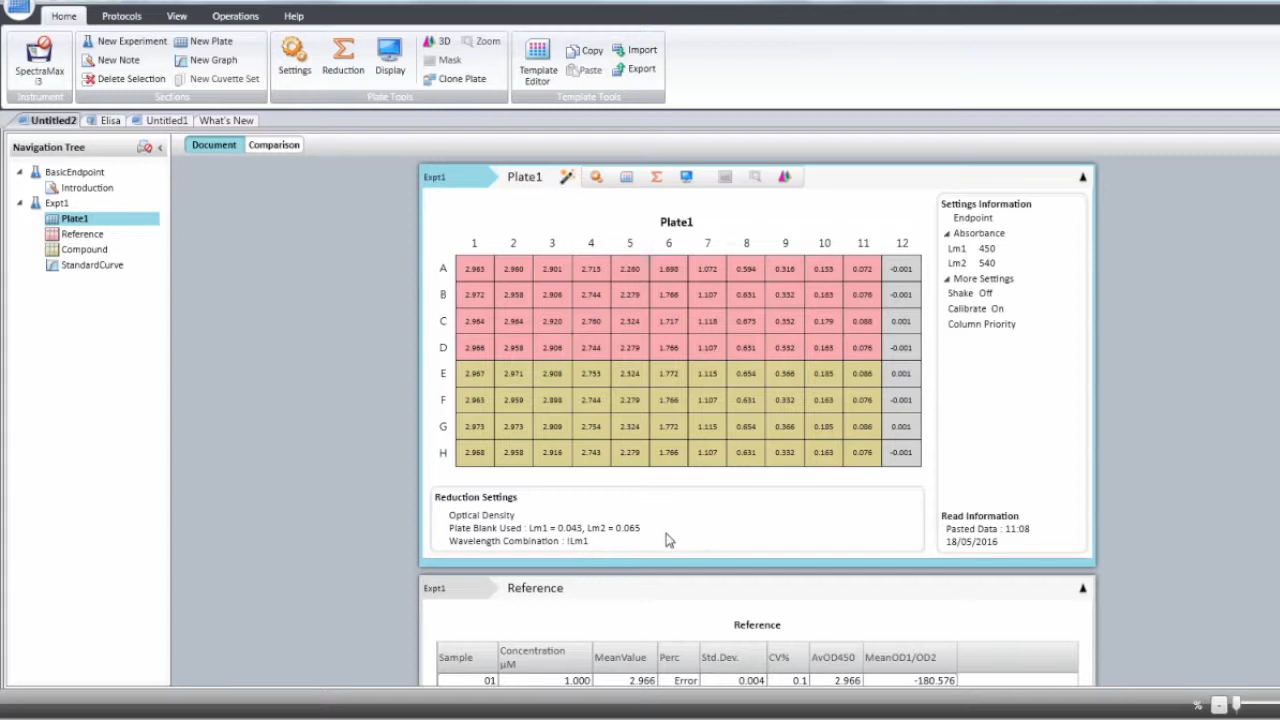 Home Protocols View Operations Help
SpectraMax i3
Instrument
New Experiment New Plate
New Note New Graph
Delete Selection New Cuvette Set
Sections
Settings Reduction Display
3D Zoom
Mask
Clone Plate
Plate Tools
Template Editor
Copy Import
Paste Export
Template Tools
Untitled2 Elisa Untitled1 What's New
Navigation Tree
BasicEndpoint
Introduction
Expt1
Plate1
Reference
Compound
StandardCurve
Document Comparison
Expt1 Plate1
Plate1
1 2 3 4 5 6 7 8 9 10 11 12
A 2.963 2.960 2.901 2.715 2.260 1.693 1.072 0.594 0.316 0.153 0.072 -0.001
B 2.972 2.958 2.906 2.744 2.279 1.766 1.107 0.631 0.332 0.163 0.076 -0.001
C 2.964 2.964 2.920 2.760 2.324 1.717 1.118 0.673 0.352 0.179 0.088 0.001
D 2.966 2.958 2.906 2.744 2.279 1.766 1.107 0.631 0.332 0.163 0.076 -0.001
E 2.967 2.971 2.908 2.753 2.324 1.772 1.115 0.654 0.366 0.185 0.086 0.001
F 2.963 2.959 2.898 2.744 2.279 1.766 1.107 0.631 0.332 0.163 0.076 -0.001
G 2.973 2.973 2.909 2.754 2.324 1.772 1.115 0.654 0.366 0.185 0.086 0.001
H 2.968 2.958 2.916 2.743 2.279 1.766 1.107 0.631 0.332 0.163 0.076 -0.001
Reduction Settings
Optical Density
Plate Blank Used : Lm1 = 0.043, Lm2 = 0.065
Wavelength Combination : !Lm1
Settings Information
Endpoint
Absorbance
Lm1 450
Lm2 540
More Settings
Shake Off
Calibrate On
Column Priority
Read Information
Pasted Data : 11:08
18/05/2016
Expt1 Reference
Reference
Sample Concentration µM MeanValue Perc Std.Dev. CV% AvOD450 MeanOD1/OD2
01 1.000 2.966 Error 0.004 0.1 2.966 -180.576
%